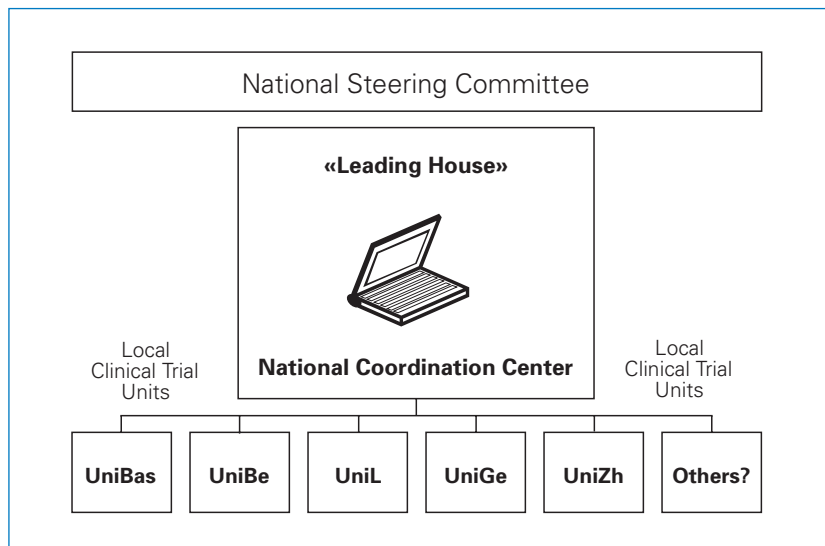 National Steering Committee
«Leading House»
National Coordination Center
Local
Clinical Trial
Units
Local
Clinical Trial
Units
UniBas
UniBe
UniL
UniGe
UniZh
Others?